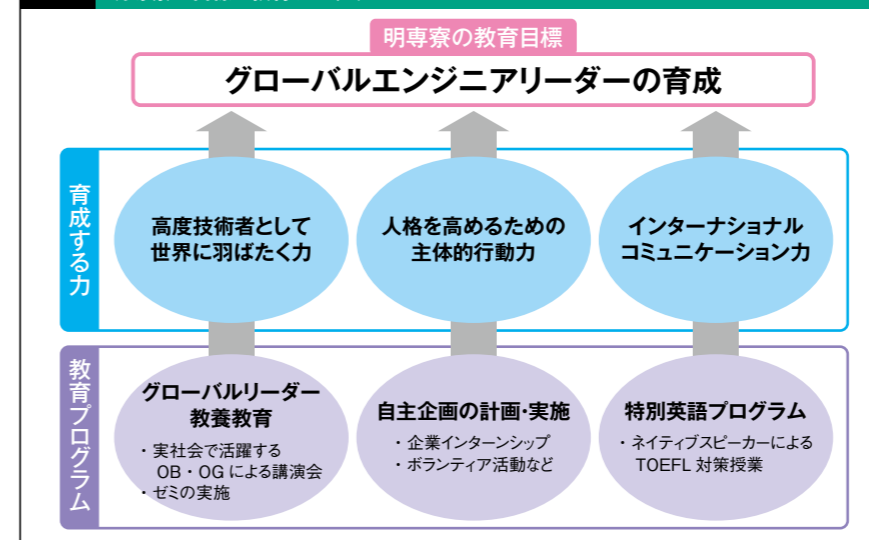 明専寮の教育目標
グローバルエンジニアリーダーの育成
育成する力
高度技術者として
世界に羽ばたく力
人格を高めるための
主体的行動力
インターナショナル
コミュニケーション力
教育プログラム
グローバルリーダー
教養教育
・実社会で活躍する
OB・OG による講演会
・ゼミの実施
自主企画の計画・実施
・企業インターンシップ
・ボランティア活動など
特別英語プログラム
・ネイティブスピーカーによる
TOEFL 対策授業